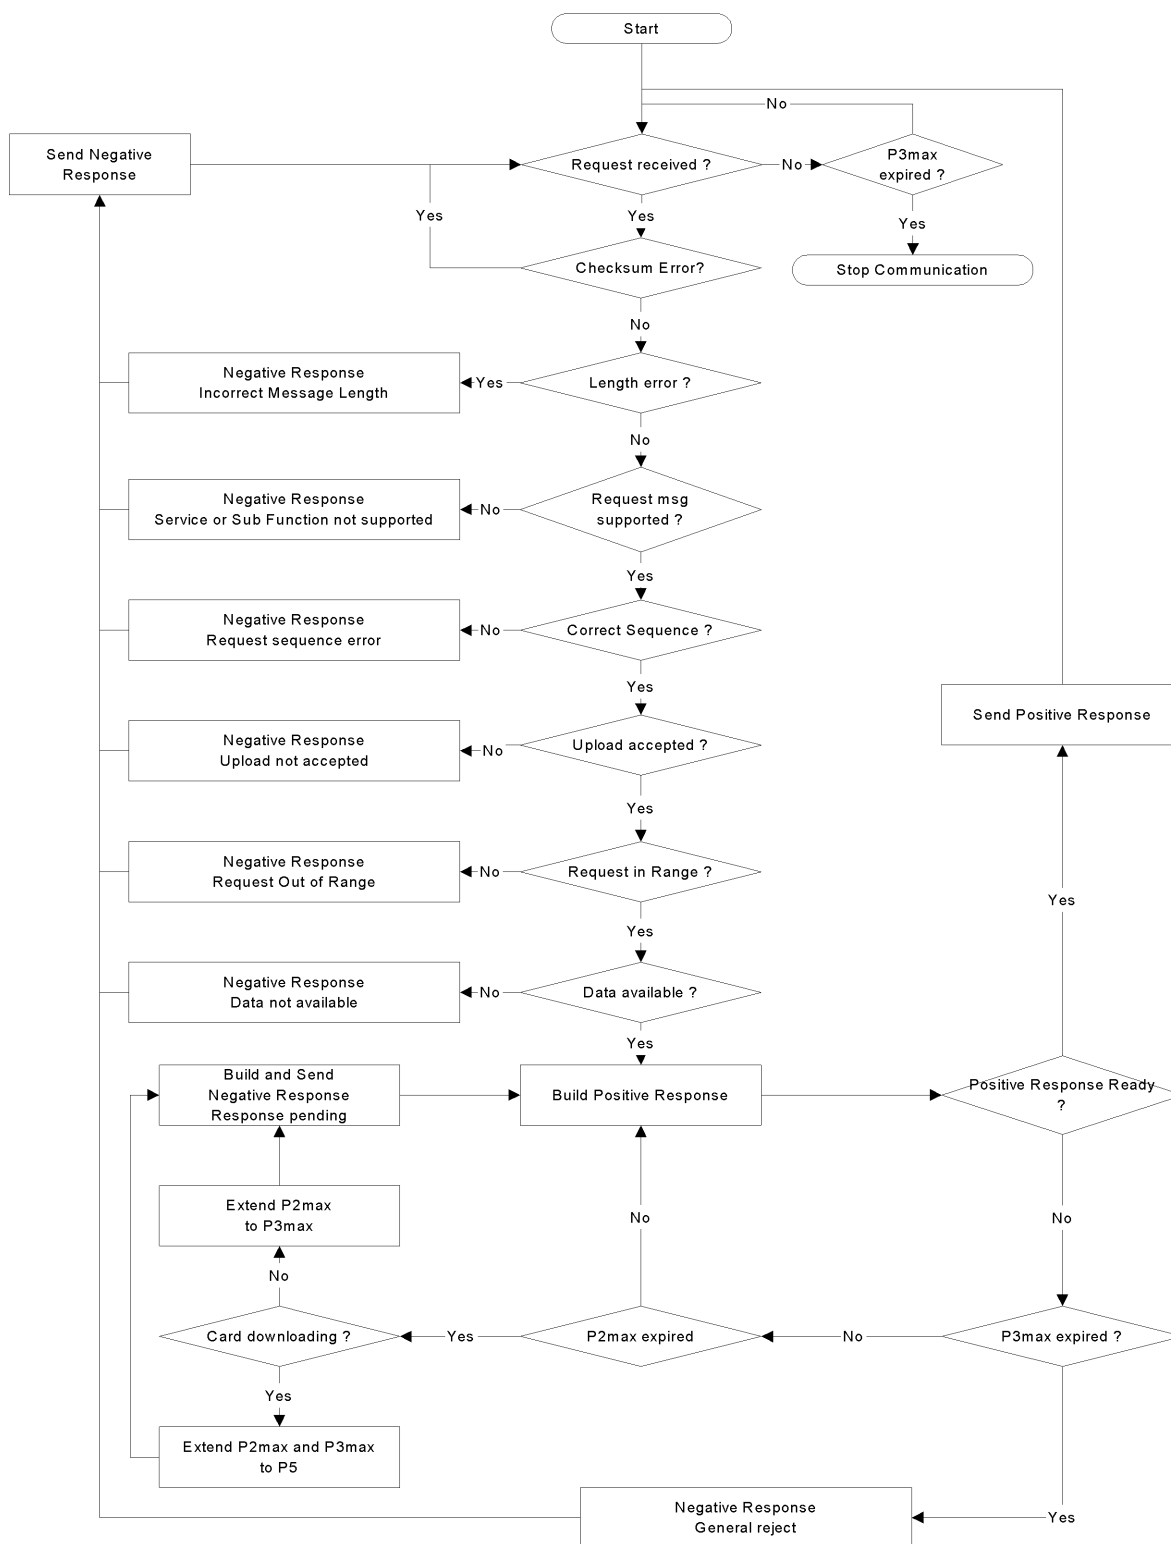 Start
No
Send Negative
Response
Request received ?
No
P3max
expired ?
Yes
Yes
Yes
Checksum Error?
Stop Communication
No
Negative Response
Incorrect Message Length
Yes
Length error ?
No
Negative Response
Service or Sub Function not supported
No
Request msg
supported ?
Yes
Negative Response
Request sequence error
No
Correct Sequence ?
Yes
Send Positive Response
Negative Response
Upload not accepted
No
Upload accepted ?
Yes
Negative Response
Request Out of Range
No
Request in Range ?
Yes
Yes
Negative Response
Data not available
No
Data available ?
Yes
Build and Send
Negative Response
Response pending
Build Positive Response
Positive Response Ready
?
Extend P2max
to P3max
No
No
No
Card downloading ?
Yes
P2max expired
No
P3max expired ?
Yes
Extend P2max and P3max
to P5
Negative Response
General reject
Yes